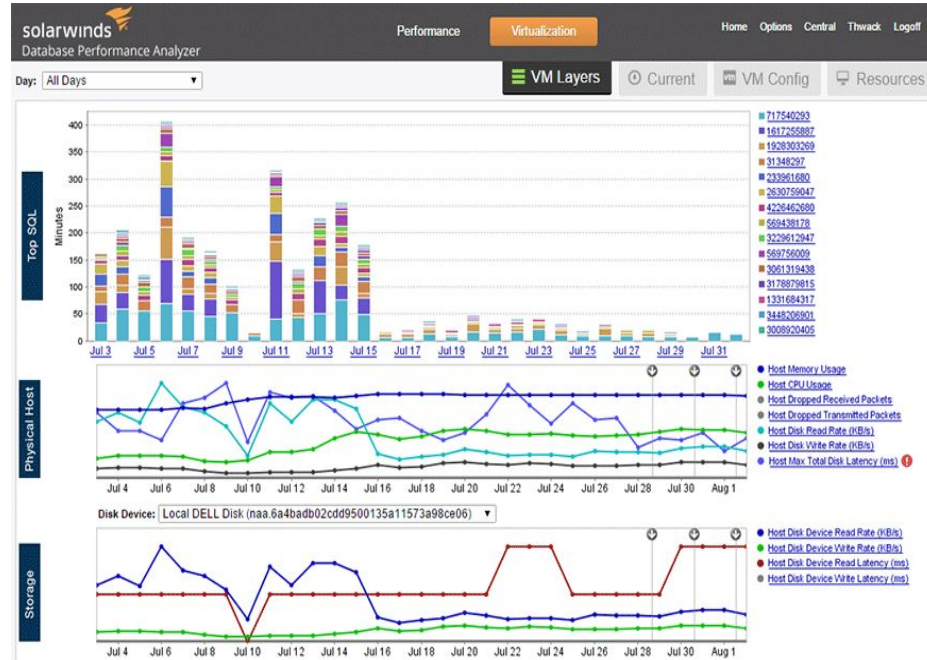 solarwinds
Database Performance Analyzer
Performance
Virtualization
Home Options Central Thwack Logoff
Day: All Days
VM Layers
Current
VM Config
Resources
Top SQL
Minutes
400
350
300
250
200
150
100
50
0
Jul 3 Jul 5 Jul 7 Jul 9 Jul 11 Jul 13 Jul 15 Jul 17 Jul 19 Jul 21 Jul 23 Jul 25 Jul 27 Jul 29 Jul 31
717540293
1617255887
1928303269
31348297
233961680
2630759047
4226462680
569438178
3229612947
569756009
3061319438
3178879815
1331684317
3448206901
3008920405
Physical Host
Jul 4 Jul 6 Jul 8 Jul 10 Jul 12 Jul 14 Jul 16 Jul 18 Jul 20 Jul 22 Jul 24 Jul 26 Jul 28 Jul 30 Aug 1
Host Memory Usage
Host CPU Usage
Host Dropped Received Packets
Host Dropped Transmitted Packets
Host Disk Read Rate (KB/s)
Host Disk Write Rate (KB/s)
Host Max Total Disk Latency (ms)
Disk Device: Local DELL Disk (naa.6a4badb02cdd9500135a11573a98ce06)
Storage
Jul 4 Jul 6 Jul 8 Jul 10 Jul 12 Jul 14 Jul 16 Jul 18 Jul 20 Jul 22 Jul 24 Jul 26 Jul 28 Jul 30 Aug 1
Host Disk Device Read Rate (KB/s)
Host Disk Device Write Rate (KB/s)
Host Disk Device Read Latency (ms)
Host Disk Device Write Latency (ms)